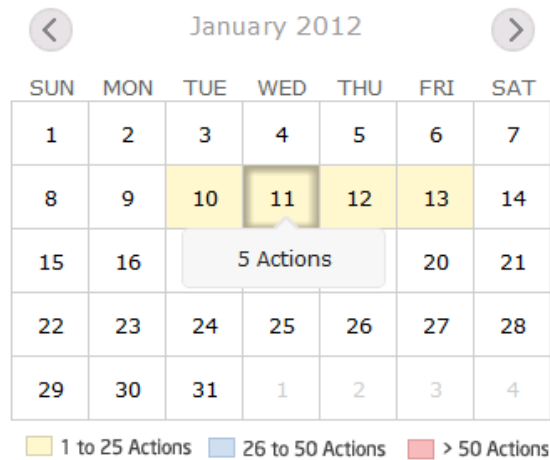 January 2012
SUN MON TUE WED THU FRI SAT
1 2 3 4 5 6 7
8 9 10 11 12 13 14
15 16 5 Actions 20 21
22 23 24 25 26 27 28
29 30 31 1 2 3 4
1 to 25 Actions 26 to 50 Actions > 50 Actions